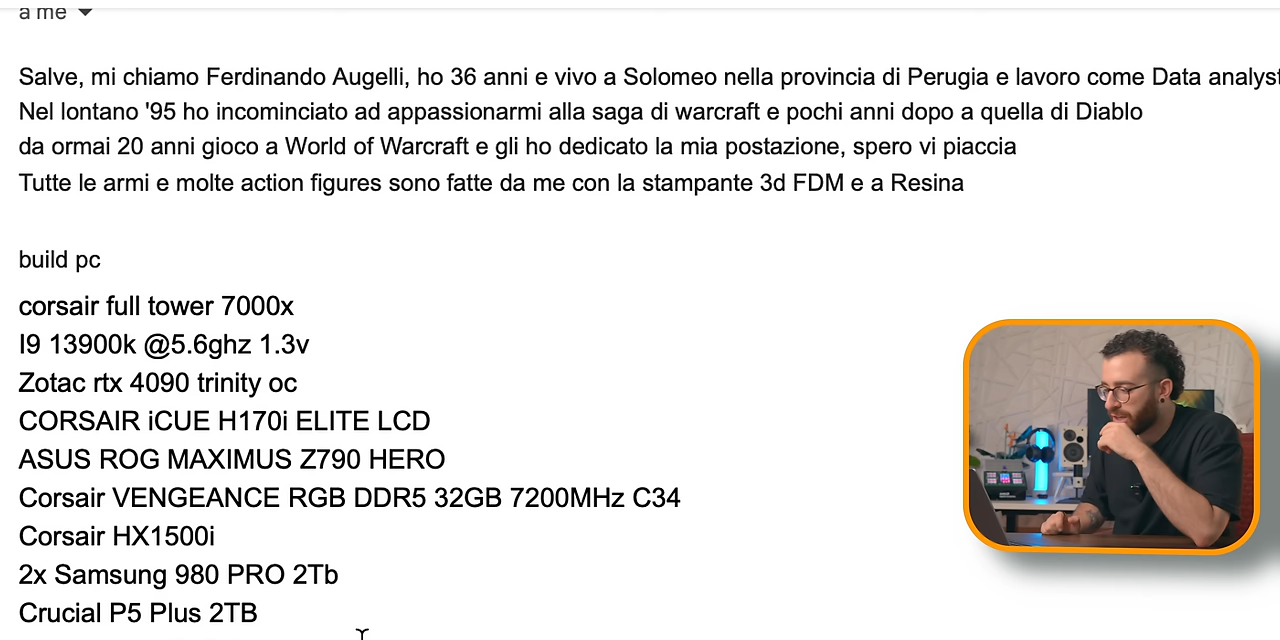 a me
Salve, mi chiamo Ferdinando Augelli, ho 36 anni e vivo a Solomeo nella provincia di Perugia e lavoro come Data analyst
Nel lontano '95 ho incominciato ad appassionarmi alla saga di warcraft e pochi anni dopo a quella di Diablo
da ormai 20 anni gioco a World of Warcraft e gli ho dedicato la mia postazione, spero vi piaccia
Tutte le armi e molte action figures sono fatte da me con la stampante 3d FDM e a Resina
build pc
corsair full tower 7000x
I9 13900k @5.6ghz 1.3v
Zotac rtx 4090 trinity oc
CORSAIR iCUE H170i ELITE LCD
ASUS ROG MAXIMUS Z790 HERO
Corsair VENGEANCE RGB DDR5 32GB 7200MHz C34
Corsair HX1500i
2x Samsung 980 PRO 2Tb
Crucial P5 Plus 2TB